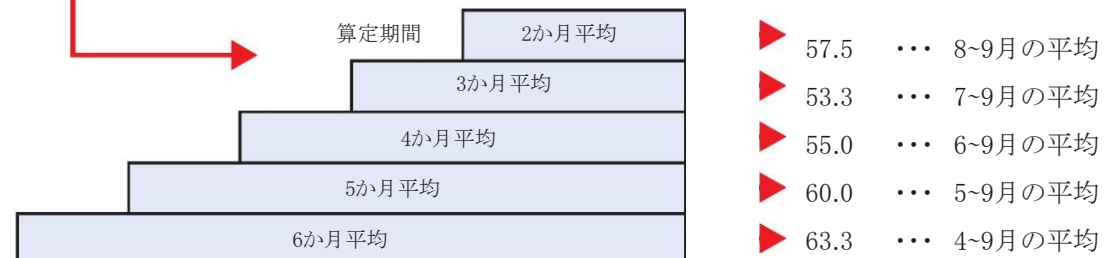 算定期間 2か月平均 57.5 ・・・ 8~9月の平均
3か月平均 53.3 ・・・ 7~9月の平均
4か月平均 55.0 ・・・ 6~9月の平均
5か月平均 60.0 ・・・ 5~9月の平均
6か月平均 63.3 ・・・ 4~9月の平均